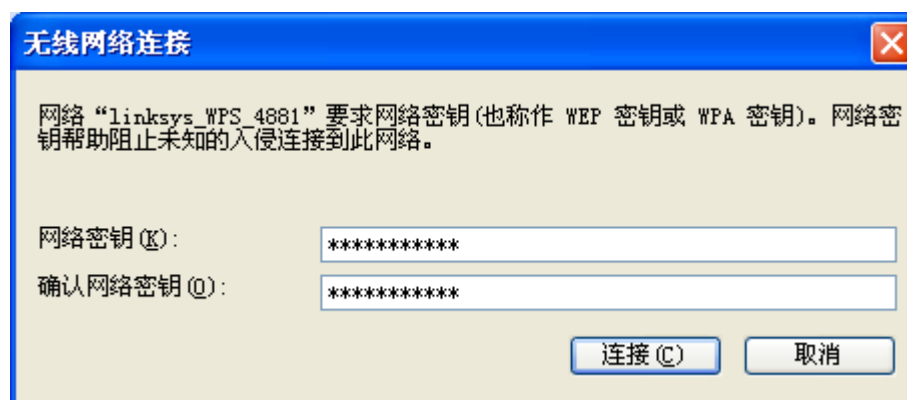 无线网络连接
网络“linksys_WPS_4881”要求网络密钥(也称作 WEP 密钥或 WPA 密钥)。网络密
钥帮助阻止未知的入侵连接到此网络。
网络密钥(K): ***********
确认网络密钥(O): ***********
连接(C) 取消